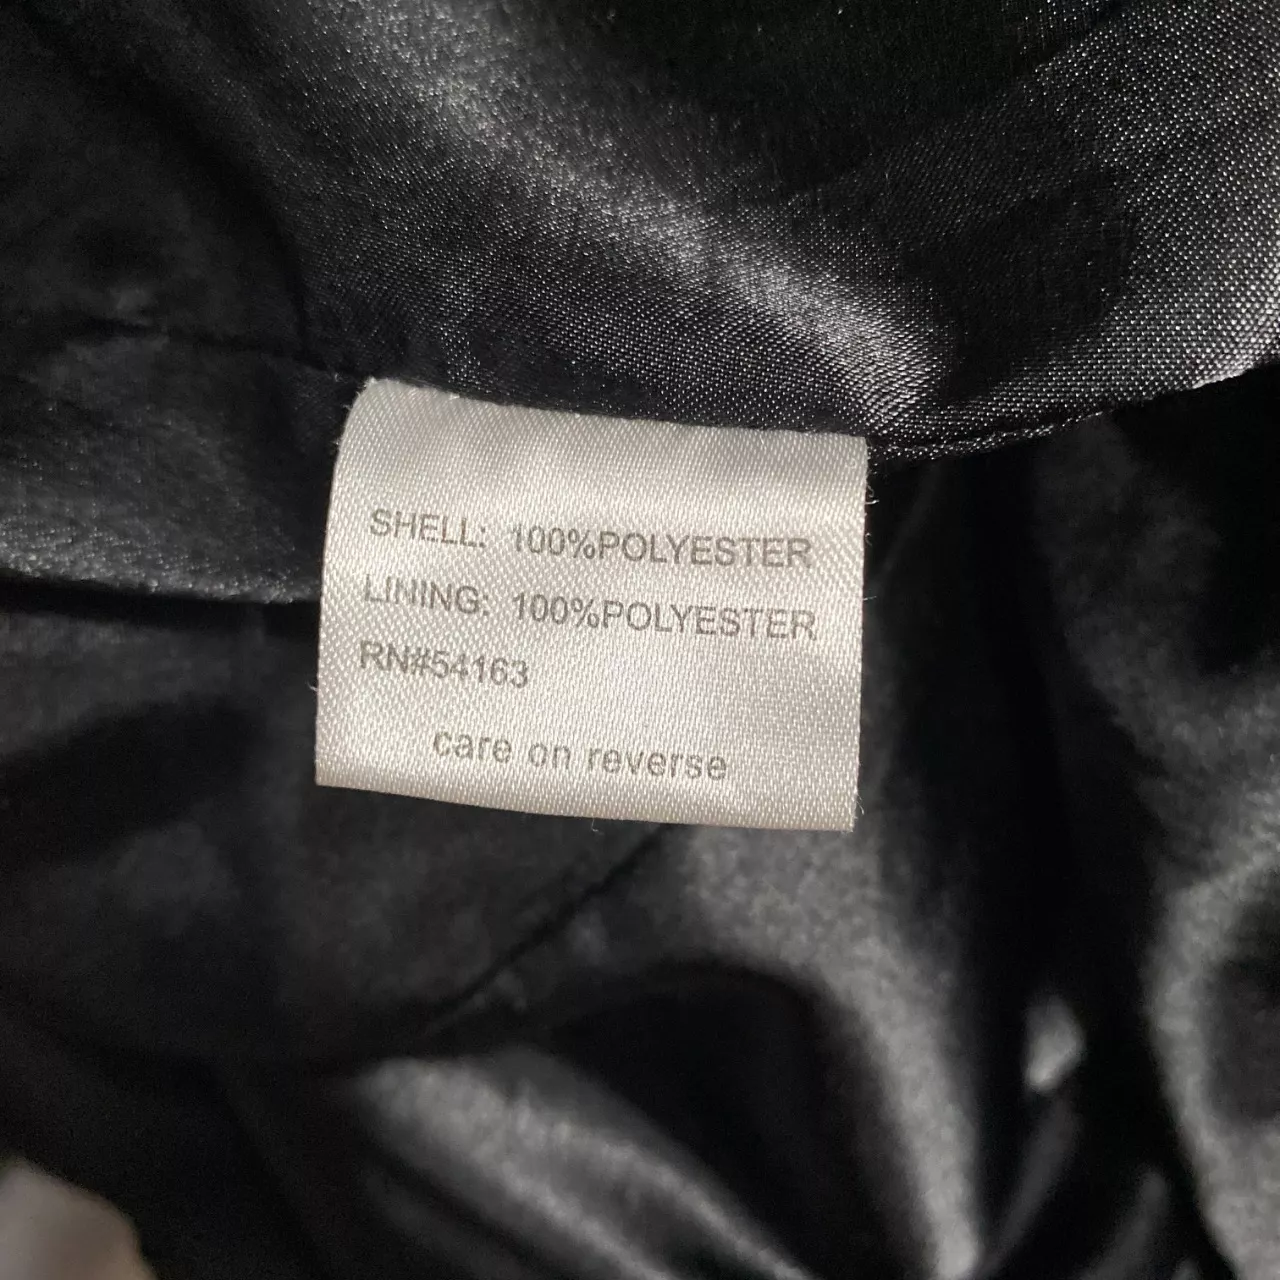 SHELL: 100%POLYESTER
LINING: 100%POLYESTER
RN#54163
care on reverse